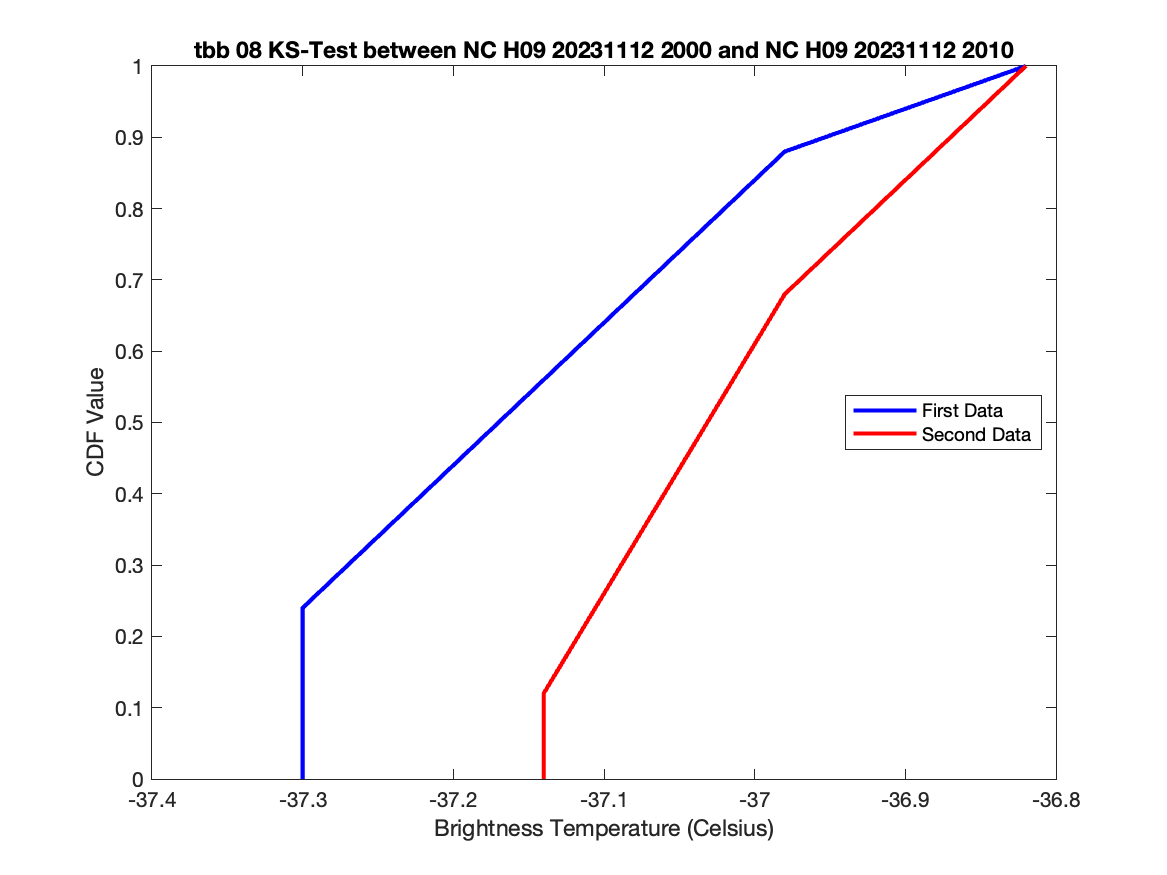 tbb 08 KS-Test between NC H09 20231112 2000 and NC H09 20231112 2010
1
0.9
0.8
0.7
0.6
0.5
0.4
0.3
0.2
0.1
0
CDF Value
First Data
Second Data
-37.4 -37.3 -37.2 -37.1 -37 -36.9 -36.8
Brightness Temperature (Celsius)